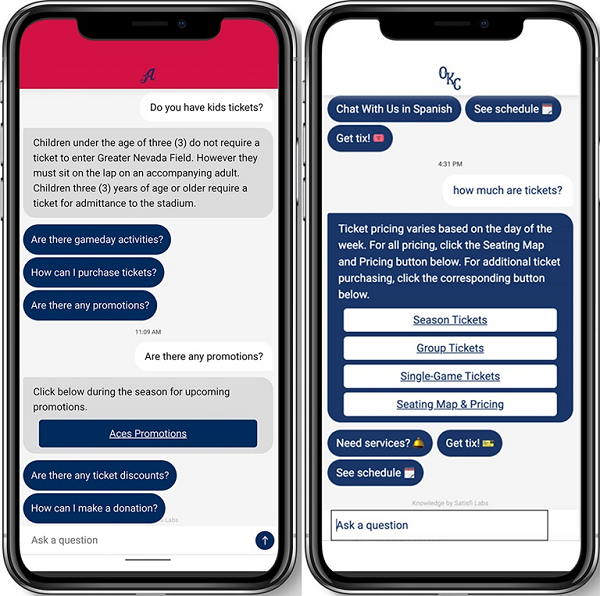 A
Do you have kids tickets?
Children under the age of three (3) do not require a
ticket to enter Greater Nevada Field. However they
must sit on the lap on an accompanying adult.
Children three (3) years of age or older require a
ticket for admittance to the stadium.
Are there gameday activities?
How can I purchase tickets?
Are there any promotions?
11:09 AM
Are there any promotions?
Click below during the season for upcoming
promotions.
Aces Promotions
Are there any ticket discounts?
How can I make a donation?
Labs
Ask a question
OKC
Chat With Us in Spanish
See schedule
Get tix!
4:31 PM
how much are tickets?
Ticket pricing varies based on the day of the
week. For all pricing, click the Seating Map
and Pricing button below. For additional ticket
purchasing, click the corresponding button
below.
Season Tickets
Group Tickets
Single-Game Tickets
Seating Map & Pricing
Need services?
Get tix!
See schedule
Knowledge by Satisfi Labs
Ask a question